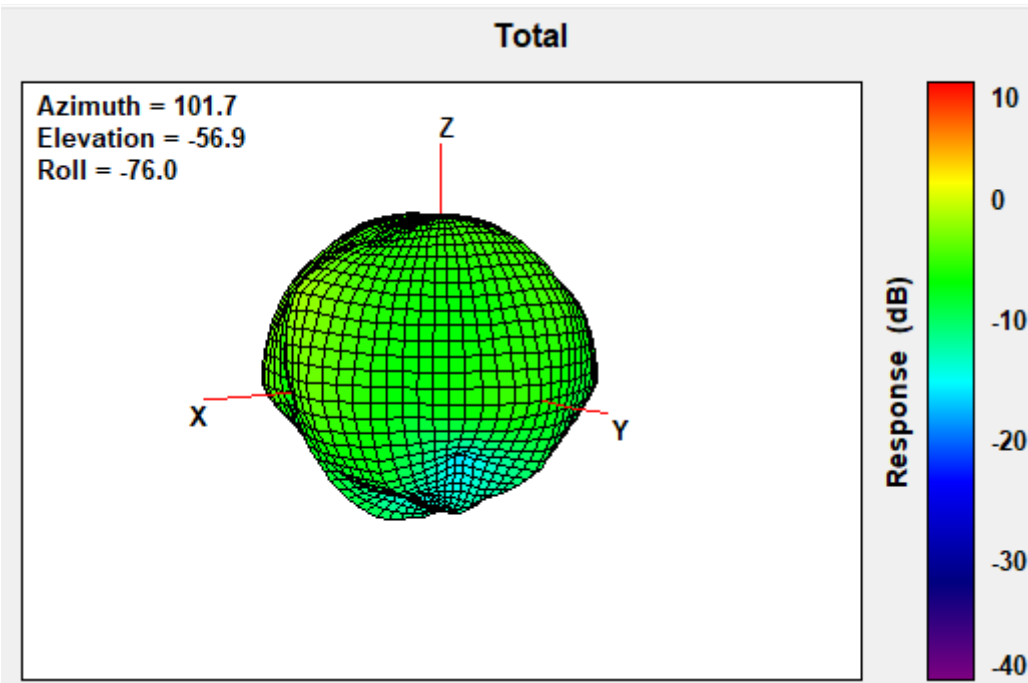 Total
Azimuth = 101.7
Elevation = -56.9
Roll = -76.0
Z
X
Y
10
0
-10
-20
-30
-40
Response (dB)